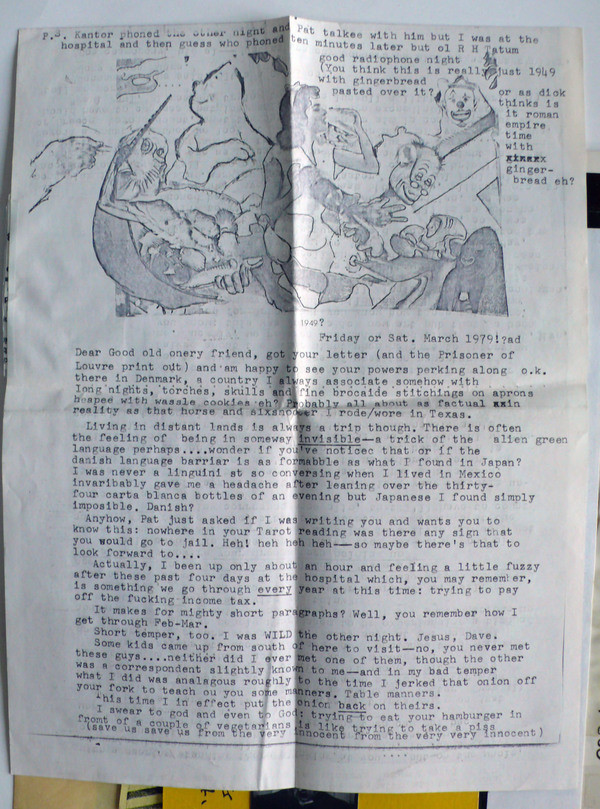 P.S. Kantor phoned the other night and Pat talkee with him but I was at the
hospital and then guess who phoned ten minutes later but ol R H Tatum
good radiophone night
(You think this is really just 1949
with gingerbread
pasted over it?
or as dick
thinks is
it roman
empire
time
with
ginger-
bread eh?
1949?
Friday or Sat. March 1979!?ad
Dear Good old onery friend, got your letter (and the Prisoner of
Louvre print out) and am happy to see your powers perking along o.k.
there in Denmark, a country I always associate somehow with
long nights, torches, skulls and fine brocaide stitchings on aprons
heaped with wassle cookies eh? Probably all about as factual xxin
reality as that horse and sixshooter I rode/wore in Texas.
Living in distant lands is always a trip though. There is often
the feeling of being in someway invisible—a trick of the alien green
language perhaps....wonder if you've noticed that or if the
danish language barriar is as formabble as what I found in Japan?
I was never a linguint st so conversing when I lived in Mexico
invaribably gave me a headache after leaning over the thirty-
four carta blanca bottles of an evening but Japanese I found simply
imposible. Danish?
Anyhow, Pat just asked if I was writing you and wants you to
know this: nowhere in your Tarot reading was there any sign that
you would go to jail. Heh! heh heh heh——so maybe there's that to
look forward to....
Actually, I been up only about an hour and feeling a little fuzzy
after these past four days at the hospital which, you may remember,
is something we go through every year at this time: trying to pay
off the fucking income tax.
It makes for mighty short paragraphs? Well, you remember how I
get through Feb-Mar.
Short temper, too. I was WILD the other night. Jesus, Dave.
Some kids came up from south of here to visit—no, you never met
these guys....neither did I ever met one of them, though the other
was a correspondent slightly known to me——and in my bad temper
what I did was analagous roughly to the time I jerked that onion off
your fork to teach ou you some manners. Table manners.
This time I in effect put the onion back on theirs.
I swear to god and even to God: trying to eat your hamburger in
fromt of a couple of vegetarians is like trying to take a piss
(save us save us from the very innocent from the very very innocent)